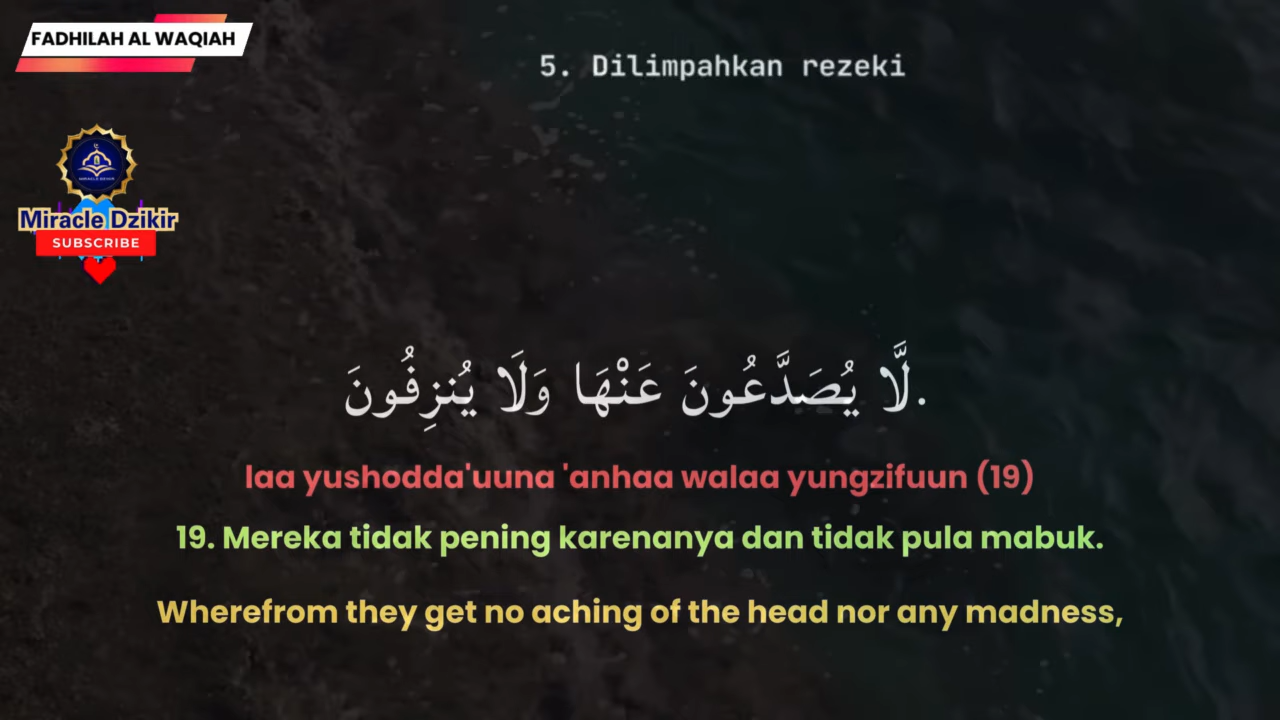 FADHILAH AL WAQIAH
5. Dilimpahkan rezeki
MIRACLE DZIKIR
Miracle Dzikir
SUBSCRIBE
لَّا يُصَدَّعُونَ عَنْهَا وَلَا يُنزِفُونَ.
laa yushodda'uuna 'anhaa walaa yungzifuun (19)
19. Mereka tidak pening karenanya dan tidak pula mabuk.
Wherefrom they get no aching of the head nor any madness,